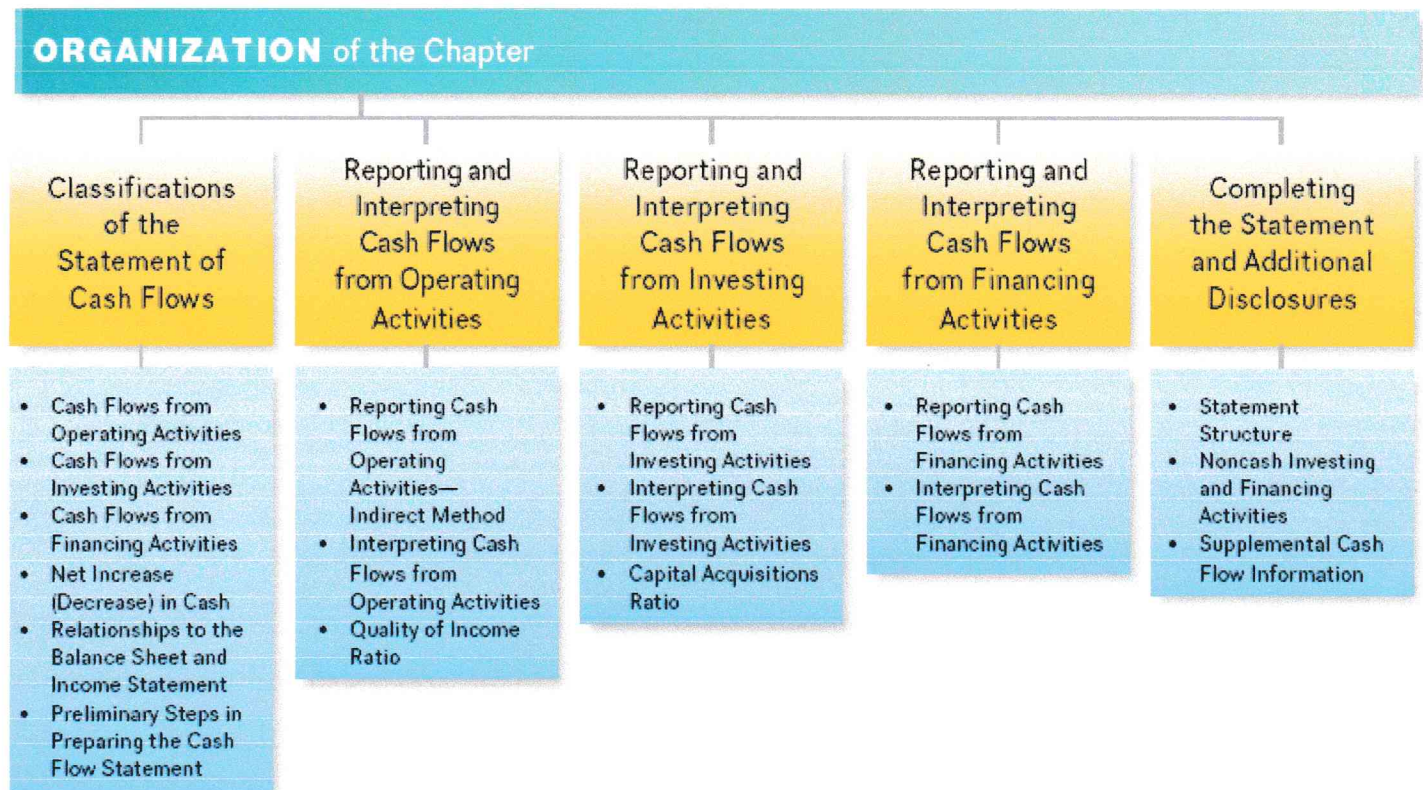 ORGANIZATION of the Chapter
Classifications
of the
Statement of
Cash Flows
• Cash Flows from
Operating Activities
• Cash Flows from
Investing Activities
• Cash Flows from
Financing Activities
• Net Increase
(Decrease) in Cash
• Relationships to the
Balance Sheet and
Income Statement
• Preliminary Steps in
Preparing the Cash
Flow Statement
Reporting and
Interpreting
Cash Flows
from Operating
Activities
• Reporting Cash
Flows from
Operating
Activities—
Indirect Method
• Interpreting Cash
Flows from
Operating Activities
• Quality of Income
Ratio
Reporting and
Interpreting
Cash Flows
from Investing
Activities
• Reporting Cash
Flows from
Investing Activities
• Interpreting Cash
Flows from
Investing Activities
• Capital Acquisitions
Ratio
Reporting and
Interpreting
Cash Flows
from Financing
Activities
• Reporting Cash
Flows from
Financing Activities
• Interpreting Cash
Flows from
Financing Activities
Completing
the Statement
and Additional
Disclosures
• Statement
Structure
• Noncash Investing
and Financing
Activities
• Supplemental Cash
Flow Information